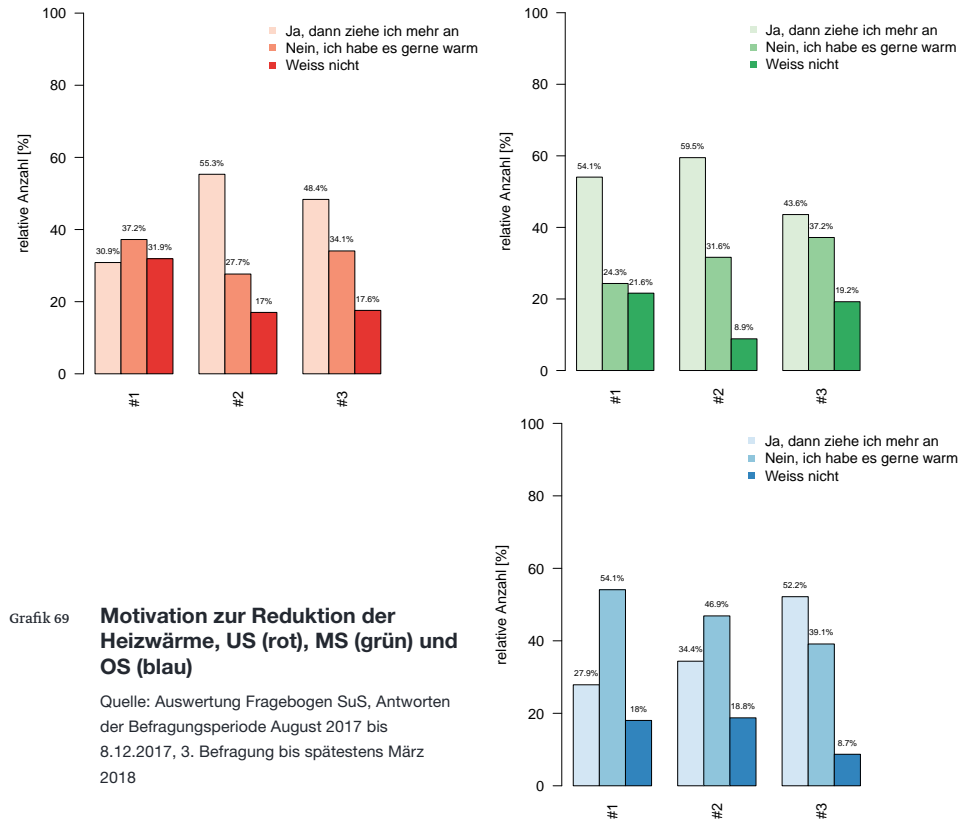 100
80
60
40
20
0
relative Anzahl [%]
Ja, dann ziehe ich mehr an
Nein, ich habe es gerne warm
Weiss nicht
30.9%
37.2%
31.9%
55.3%
27.7%
17%
48.4%
34.1%
17.6%
#1
#2
#3
100
80
60
40
20
0
relative Anzahl [%]
Ja, dann ziehe ich mehr an
Nein, ich habe es gerne warm
Weiss nicht
54.1%
24.3%
21.6%
59.5%
31.6%
8.9%
43.6%
37.2%
19.2%
#1
#2
#3
100
80
60
40
20
0
relative Anzahl [%]
Ja, dann ziehe ich mehr an
Nein, ich habe es gerne warm
Weiss nicht
27.9%
54.1%
18%
34.4%
46.9%
18.8%
52.2%
39.1%
8.7%
#1
#2
#3
Grafik 69
Motivation zur Reduktion der
Heizwärme, US (rot), MS (grün) und
OS (blau)
Quelle: Auswertung Fragebogen SuS, Antworten
der Befragungsperiode August 2017 bis
8.12.2017, 3. Befragung bis spätestens März
2018